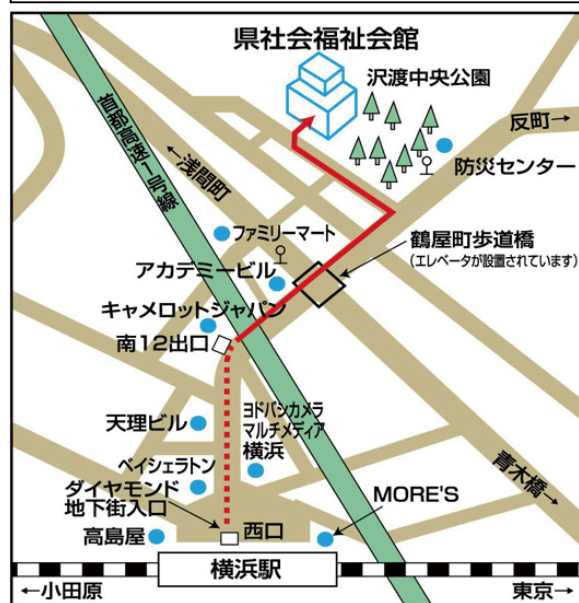 県社会福祉会館
沢渡中央公園
反町→
首都高速1号線
←浅間町
防災センター
ファミリーマート
鶴屋町歩道橋
(エレベータが設置されています)
アカデミービル
キャメロットジャパン
南12出口
ヨドバシカメラ
マルチメディア
横浜
天理ビル
青木橋→
ベイシェラトン
ダイヤモンド
地下街入口
MORE'S
高島屋
西口
横浜駅
←小田原
東京→